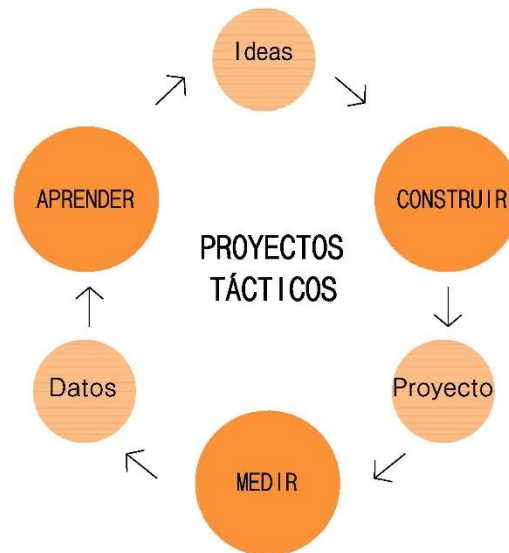 Ideas
APRENDER
CONSTRUIR
PROYECTOS
TÁCTICOS
Datos
Proyecto
MEDIR